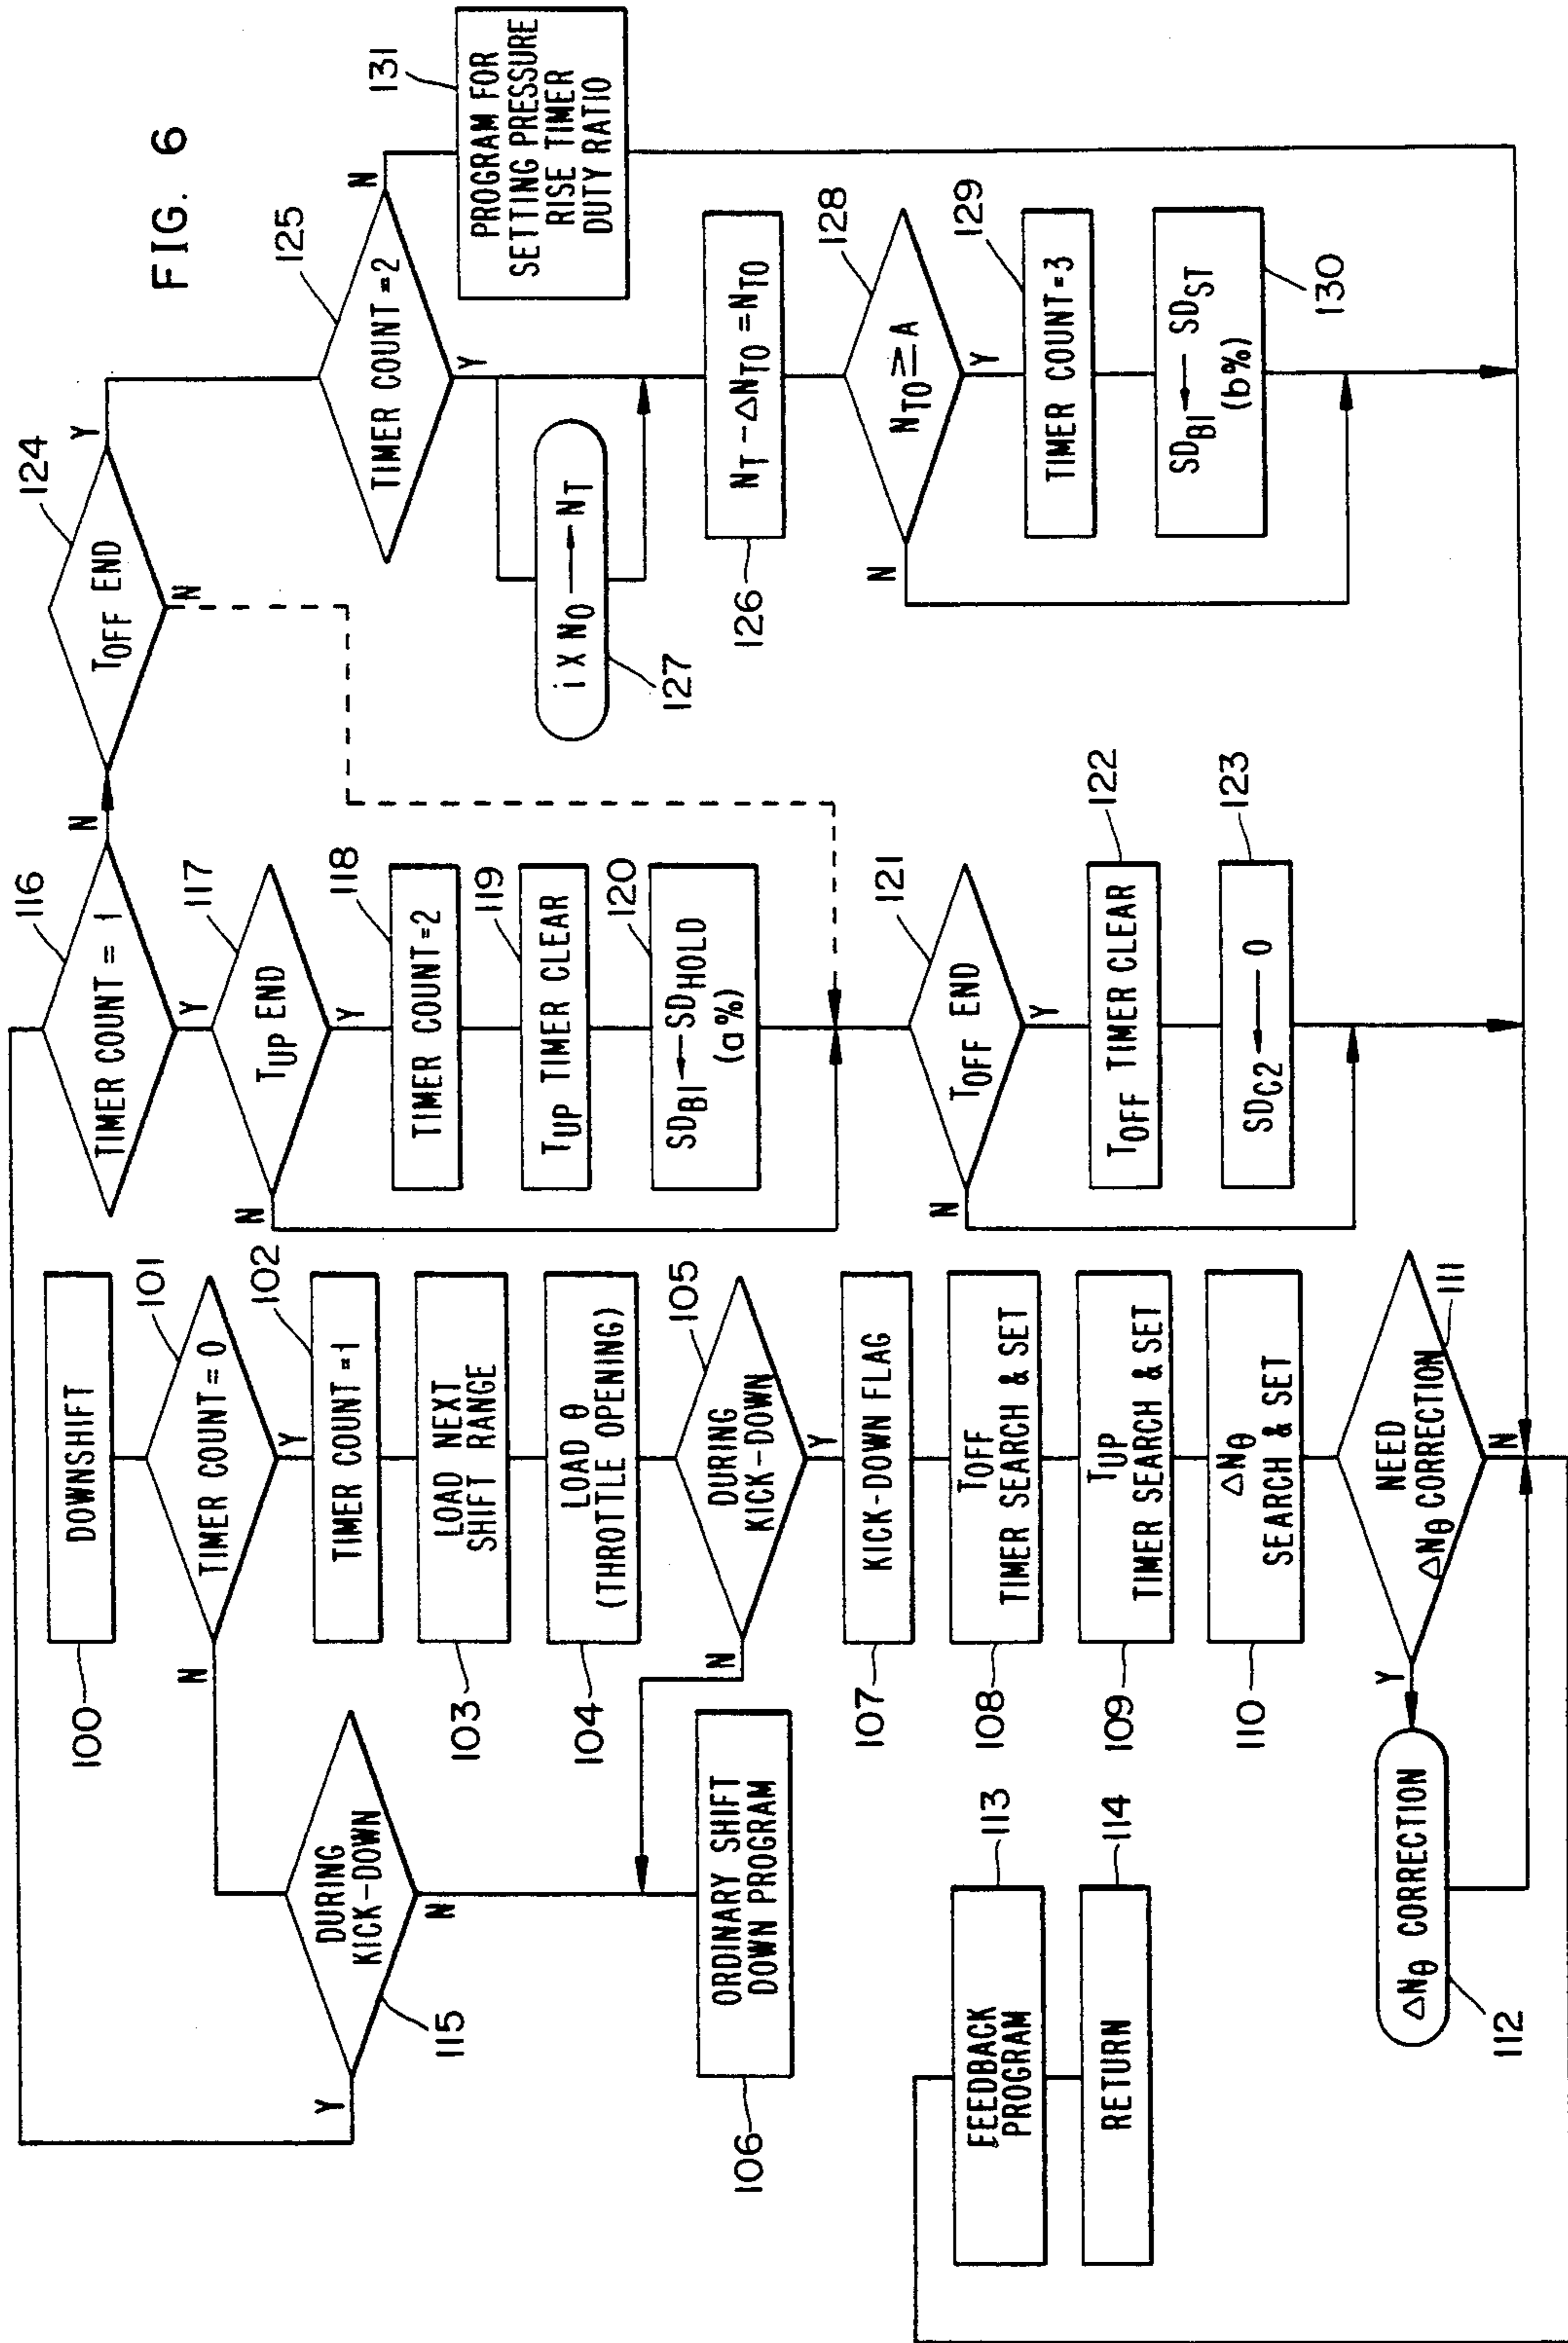 FIG. 6
100
DOWNSHIFT
101
TIMER COUNT = 0
N
Y
102
TIMER COUNT = 1
103
LOAD NEXT
SHIFT RANGE
104
LOAD θ
(THROTTLE OPENING)
105
DURING
KICK-DOWN
N
Y
115
DURING
KICK-DOWN
Y
N
106
ORDINARY SHIFT
DOWN PROGRAM
107
KICK-DOWN FLAG
108
TOFF
TIMER SEARCH & SET
109
TUP
TIMER SEARCH & SET
110
ΔNθ
SEARCH & SET
111
NEED
ΔNθ CORRECTION
Y
N
112
ΔNθ CORRECTION
113
FEEDBACK
PROGRAM
114
RETURN
116
TIMER COUNT = 1
N
Y
117
TUP END
N
Y
118
TIMER COUNT = 2
119
TUP TIMER CLEAR
120
SDB1 ← SDHOLD
(a%)
121
TOFF END
N
Y
122
TOFF TIMER CLEAR
123
SDC2 ← 0
124
TOFF END
Y
N
125
TIMER COUNT = 2
N
Y
127
i X NO → NT
126
NT - ΔNTO = NTO
128
NTO ≧ A
N
Y
129
TIMER COUNT = 3
130
SDB1 ← SDST
(b%)
131
PROGRAM FOR
SETTING PRESSURE
RISE TIMER
DUTY RATIO